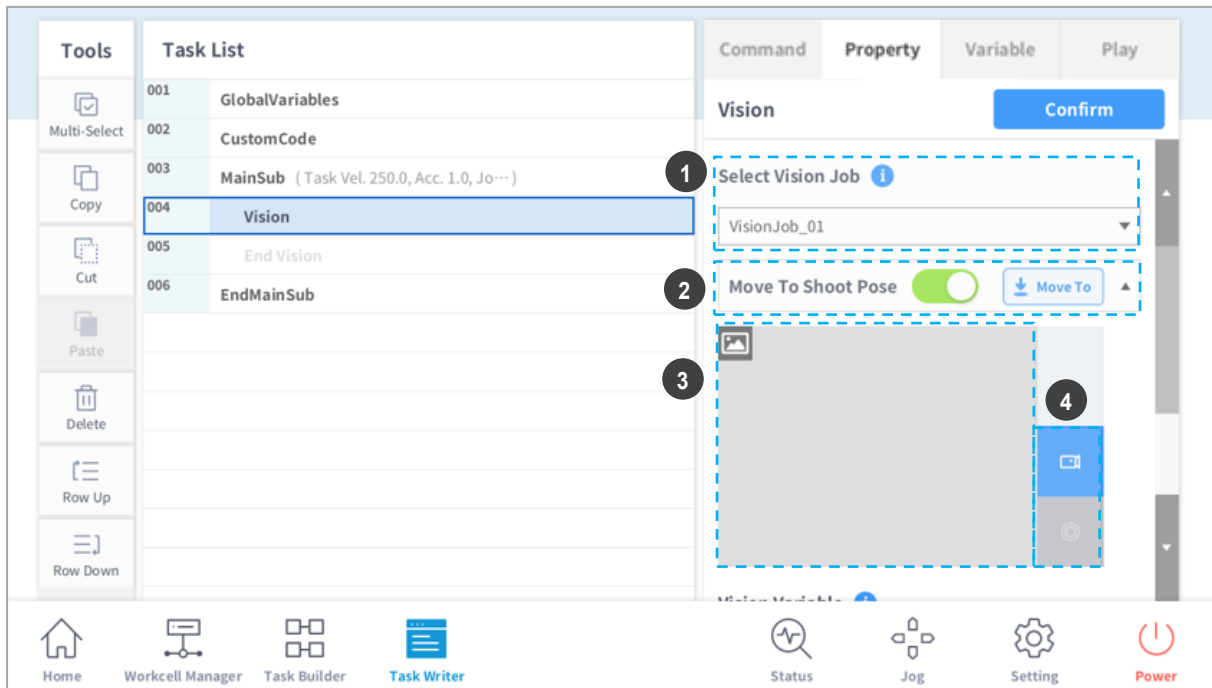 Tools
Multi-Select
Copy
Cut
Paste
Delete
Row Up
Row Down
Task List
001 GlobalVariables
002 CustomCode
003 MainSub ( Task Vel. 250.0, Acc. 1.0, Jo⋯ )
004 Vision
005 End Vision
006 EndMainSub
Command Property Variable Play
Vision Confirm
1 Select Vision Job i
VisionJob_01
2 Move To Shoot Pose Move To
3
4
Vision Variable i
Home Workcell Manager Task Builder Task Writer Status Jog Setting Power